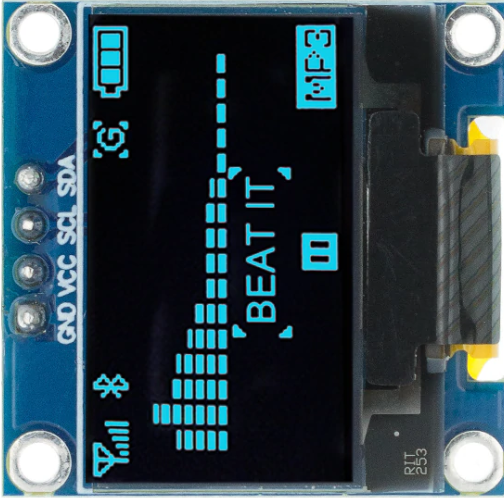 GND VCC SCL SDA
G
MP3
BEAT IT
RIT
253